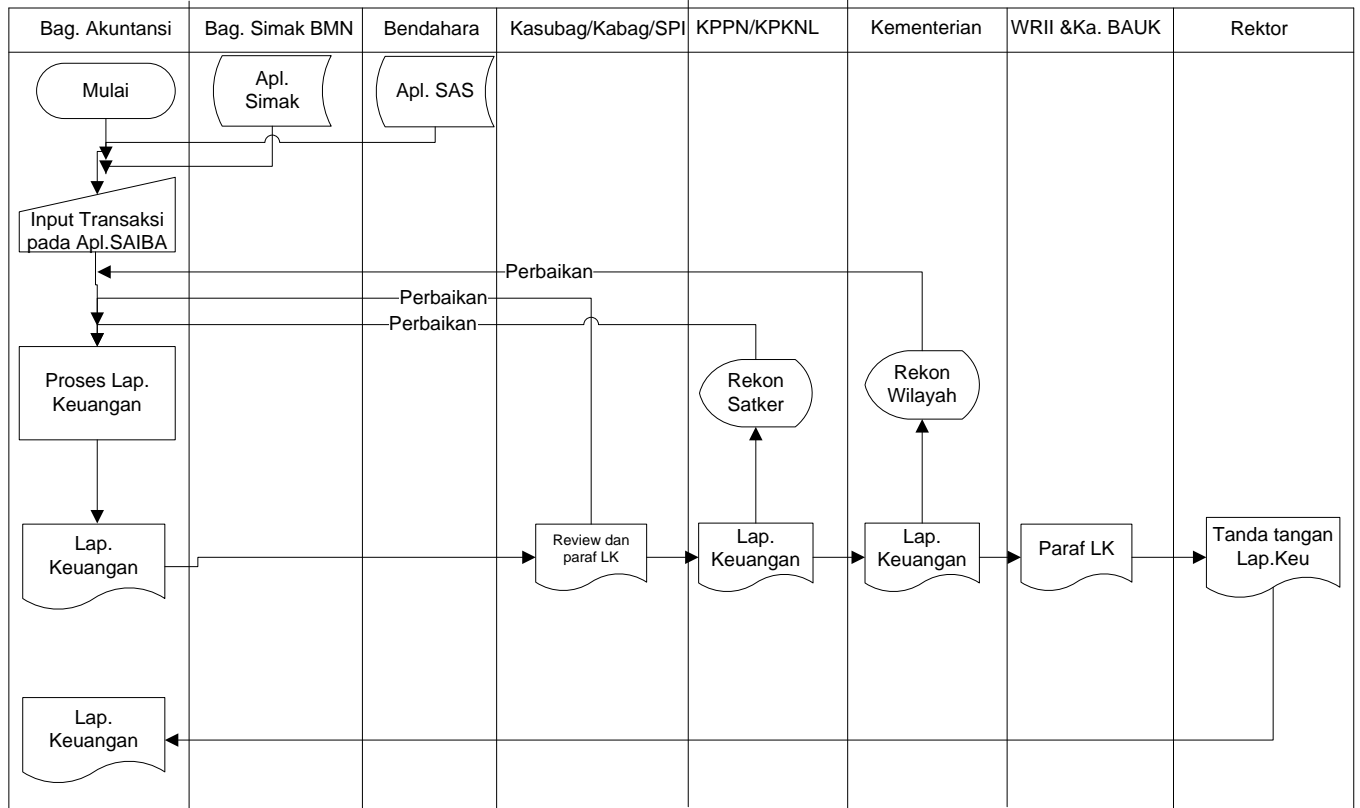 Bag. Akuntansi
Bag. Simak BMN
Bendahara
Kasubag/Kabag/SPI
KPPN/KPKNL
Kementerian
WRII &Ka. BAUK
Rektor
Mulai
Apl.
Simak
Apl. SAS
Input Transaksi
pada Apl.SAIBA
Perbaikan
Perbaikan
Perbaikan
Proses Lap.
Keuangan
Rekon
Satker
Rekon
Wilayah
Lap.
Keuangan
Review dan
paraf LK
Lap.
Keuangan
Lap.
Keuangan
Paraf LK
Tanda tangan
Lap.Keu
Lap.
Keuangan